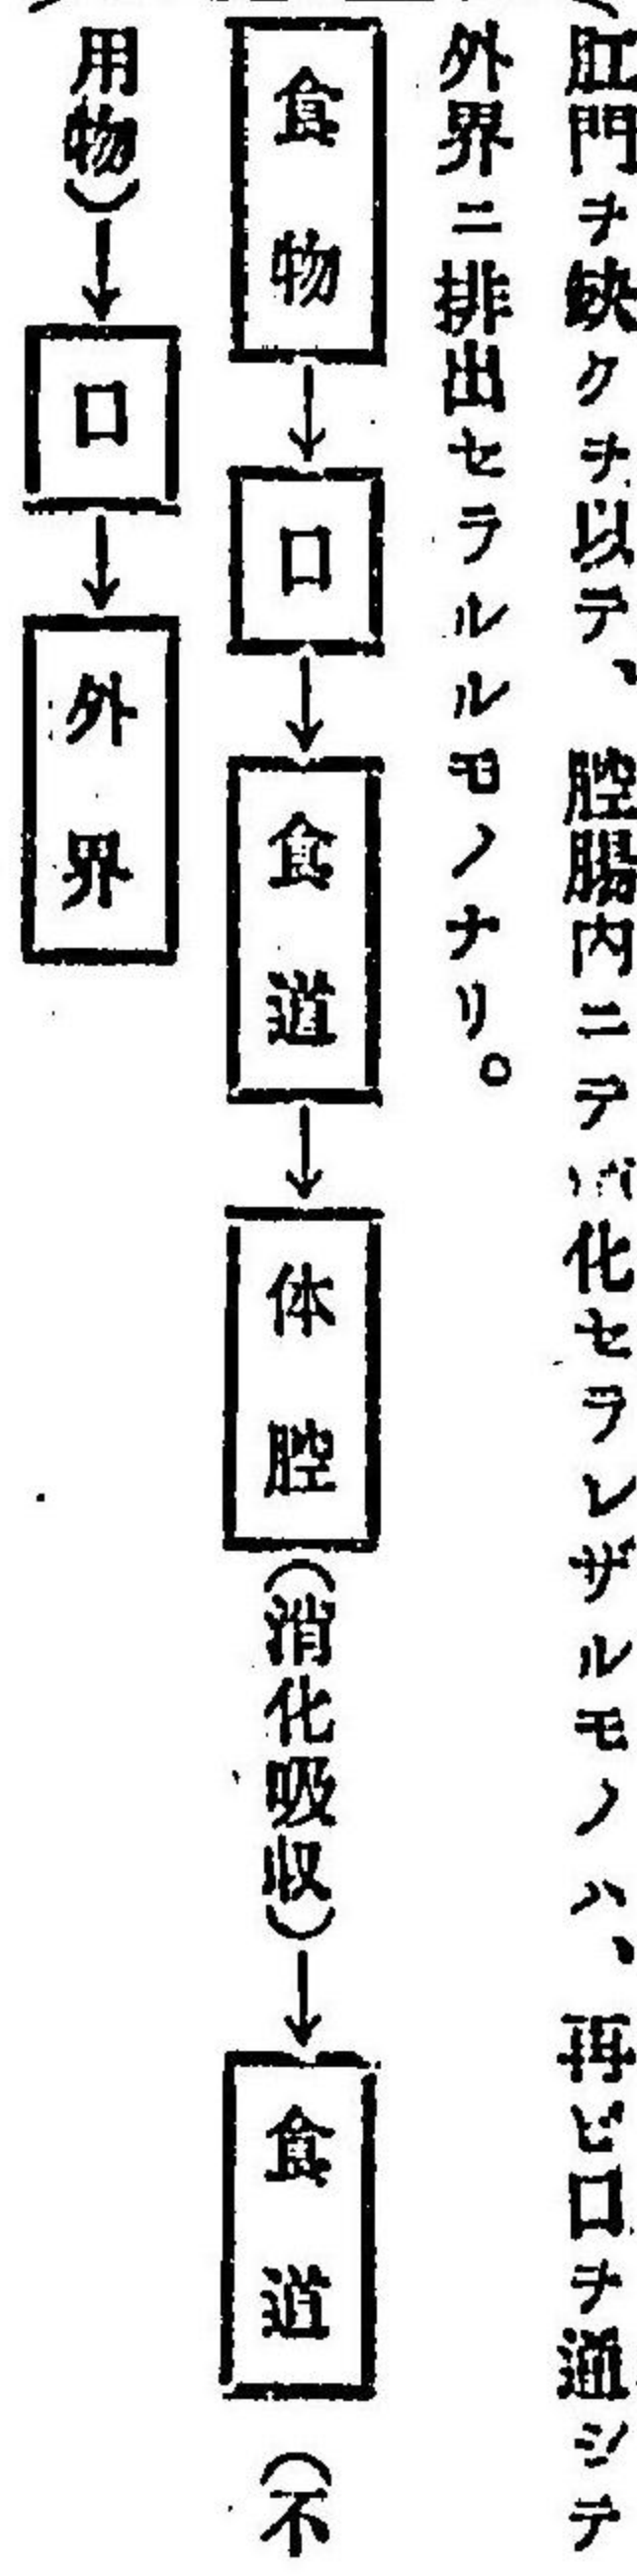 肛門ヲ缺クヲ以テ、腔腸内ニテ化セラレザルモノハ、再ビ口ヲ通シテ
外界ニ排出セラルルモノナリ。
食物→口→食道→体腔(消化吸収)→食道(不
用物)→口→外界